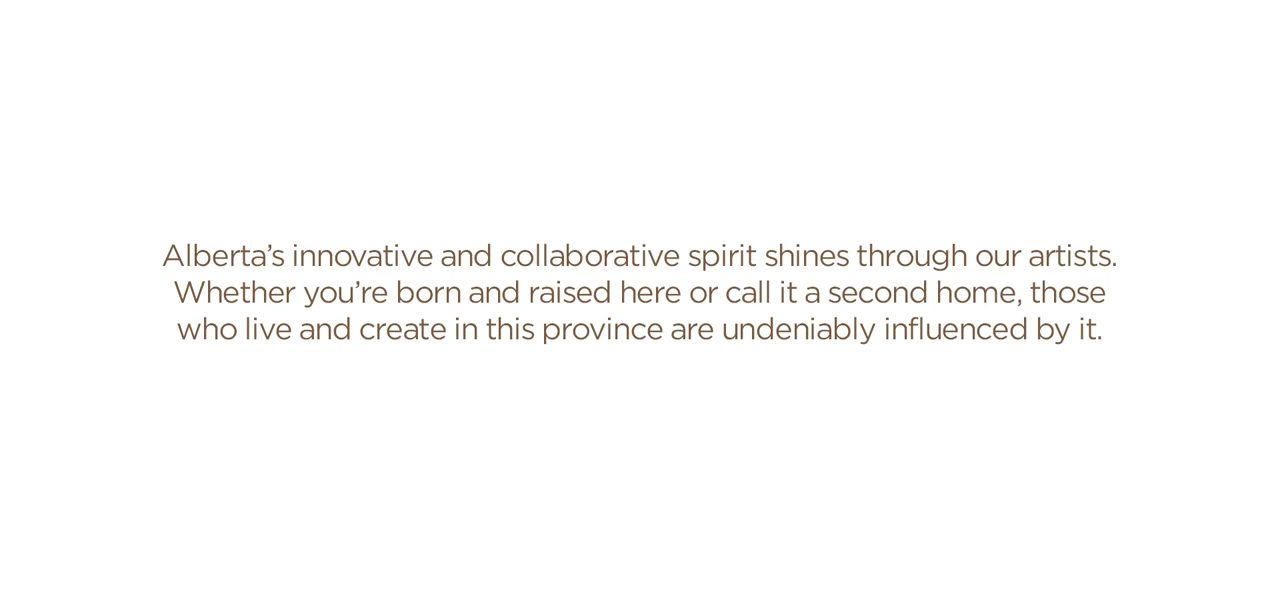 Alberta’s innovative and collaborative spirit shines through our artists.
Whether you’re born and raised here or call it a second home, those
who live and create in this province are undeniably influenced by it.